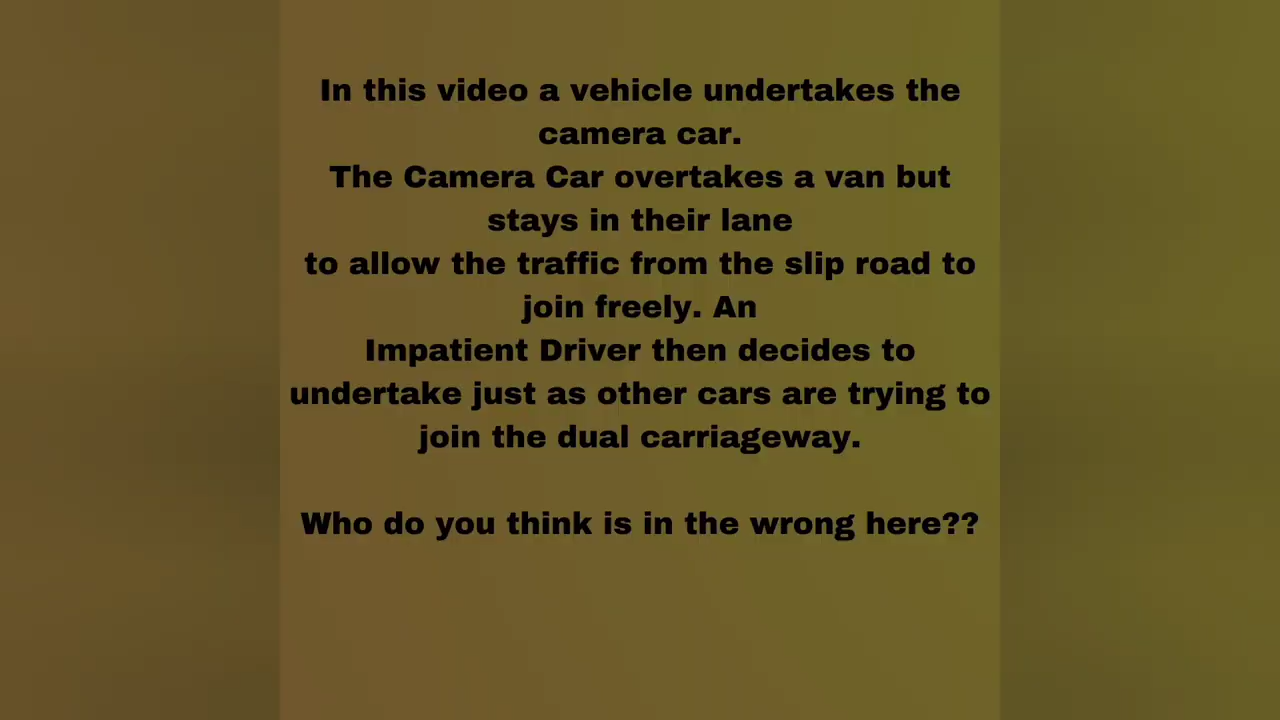 In this video a vehicle undertakes the
camera car.
The Camera Car overtakes a van but
stays in their lane
to allow the traffic from the slip road to
join freely. An
Impatient Driver then decides to
undertake just as other cars are trying to
join the dual carriageway.
Who do you think is in the wrong here??